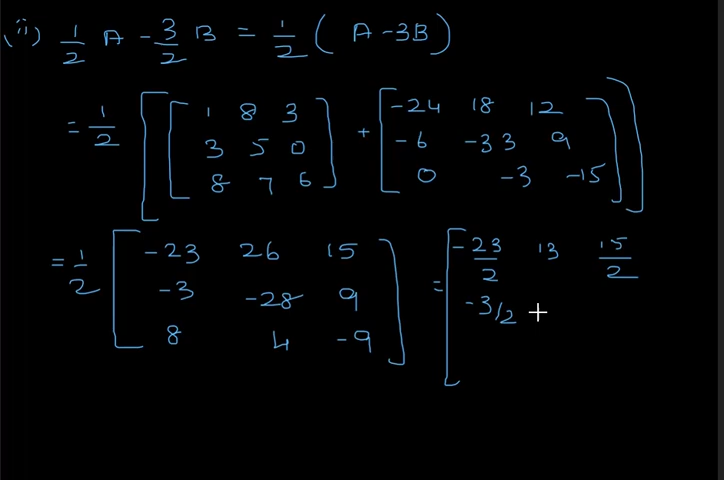 (ii) 1/2 A - 3/2 B = 1/2 ( A - 3B )
= 1/2 [ [ 1 8 3 ] + [ -24 18 12 ] ]
3 5 0 -6 -33 9
8 7 6 0 -3 -15
= 1/2 [ -23 26 15 ] = [ -23/2 13 15/2
-3 -28 9 -3/2
8 4 -9